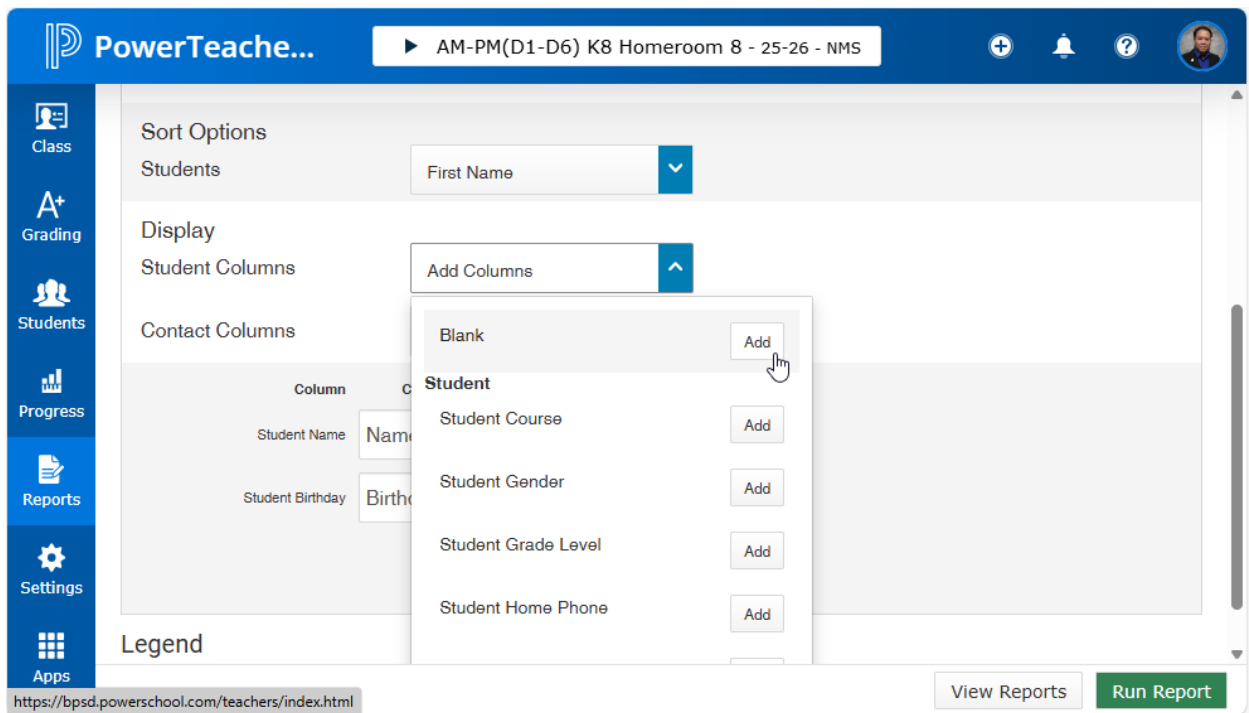 PowerTeache...
AM-PM(D1-D6) K8 Homeroom 8 - 25-26 - NMS
Class
Grading
Students
Progress
Reports
Settings
Apps
Sort Options
Students
First Name
Display
Student Columns
Add Columns
Contact Columns
Blank
Add
Student
Student Course
Add
Student Gender
Add
Student Grade Level
Add
Student Home Phone
Add
Column
C
Student Name
Name
Student Birthday
Birth
Legend
View Reports
Run Report
https://bpsd.powerschool.com/teachers/index.html